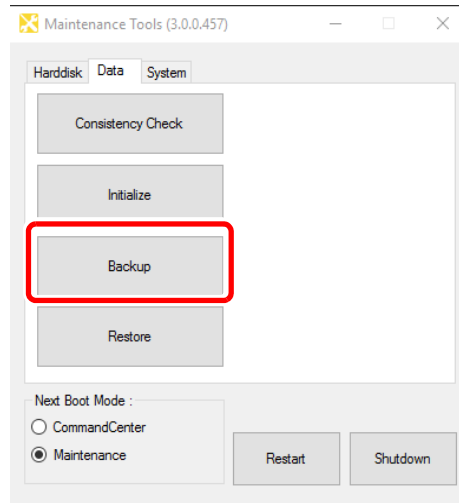 Maintenance Tools (3.0.0.457)
Harddisk Data System
Consistency Check
Initialize
Backup
Restore
Next Boot Mode :
CommandCenter
Maintenance
Restart Shutdown